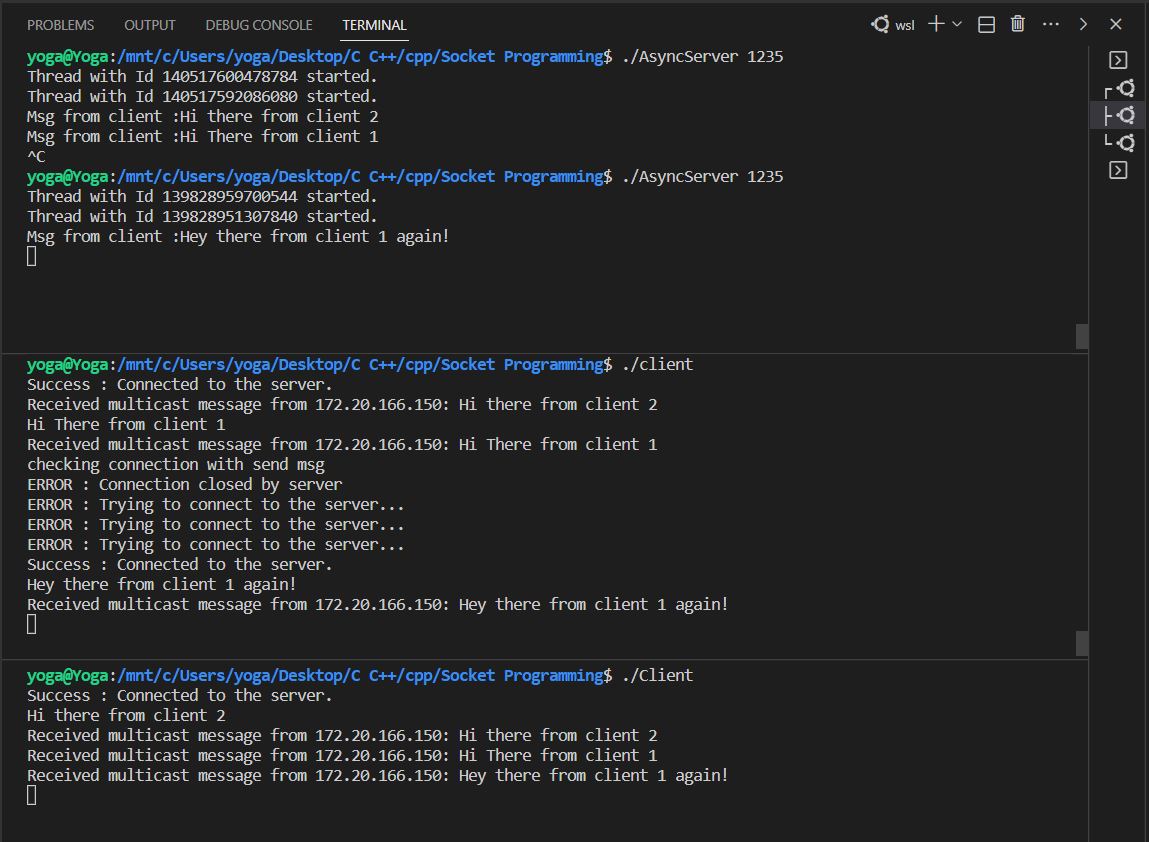 PROBLEMS OUTPUT DEBUG CONSOLE TERMINAL wsl
yoga@Yoga:/mnt/c/Users/yoga/Desktop/C C++/cpp/Socket Programming$ ./AsyncServer 1235
Thread with Id 140517600478784 started.
Thread with Id 140517592086080 started.
Msg from client :Hi there from client 2
Msg from client :Hi There from client 1
^C
yoga@Yoga:/mnt/c/Users/yoga/Desktop/C C++/cpp/Socket Programming$ ./AsyncServer 1235
Thread with Id 139828959700544 started.
Thread with Id 139828951307840 started.
Msg from client :Hey there from client 1 again!
yoga@Yoga:/mnt/c/Users/yoga/Desktop/C C++/cpp/Socket Programming$ ./client
Success : Connected to the server.
Received multicast message from 172.20.166.150: Hi there from client 2
Hi There from client 1
Received multicast message from 172.20.166.150: Hi There from client 1
checking connection with send msg
ERROR : Connection closed by server
ERROR : Trying to connect to the server...
ERROR : Trying to connect to the server...
ERROR : Trying to connect to the server...
Success : Connected to the server.
Hey there from client 1 again!
Received multicast message from 172.20.166.150: Hey there from client 1 again!
yoga@Yoga:/mnt/c/Users/yoga/Desktop/C C++/cpp/Socket Programming$ ./Client
Success : Connected to the server.
Hi there from client 2
Received multicast message from 172.20.166.150: Hi there from client 2
Received multicast message from 172.20.166.150: Hi There from client 1
Received multicast message from 172.20.166.150: Hey there from client 1 again!